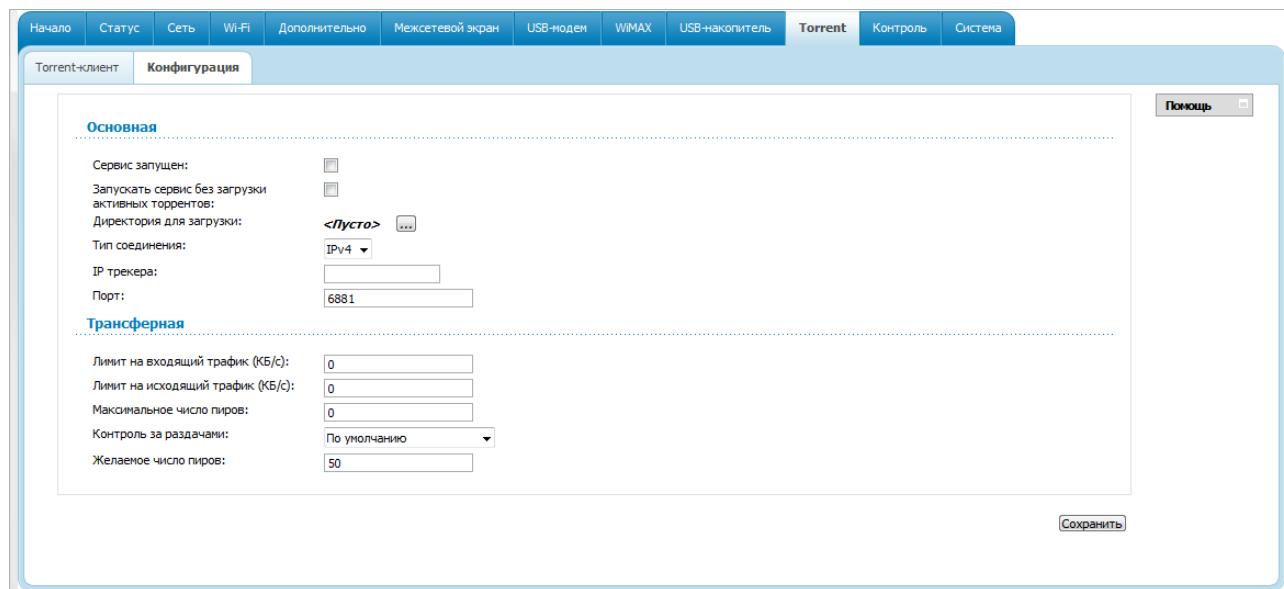 Начало Статус Сеть Wi-Fi Дополнительно Межсетевой экран USB-модем WiMAX USB-накопитель Torrent Контроль Система
Torrent-клиент Конфигурация
Помощь
Основная
Сервис запущен:
Запускать сервис без загрузки
активных торрентов:
Директория для загрузки: <Пусто> ...
Тип соединения: IPv4
IP трекера:
Порт: 6881
Трансферная
Лимит на входящий трафик (КБ/с): 0
Лимит на исходящий трафик (КБ/с): 0
Максимальное число пиров: 0
Контроль за раздачами: По умолчанию
Желаемое число пиров: 50
Сохранить